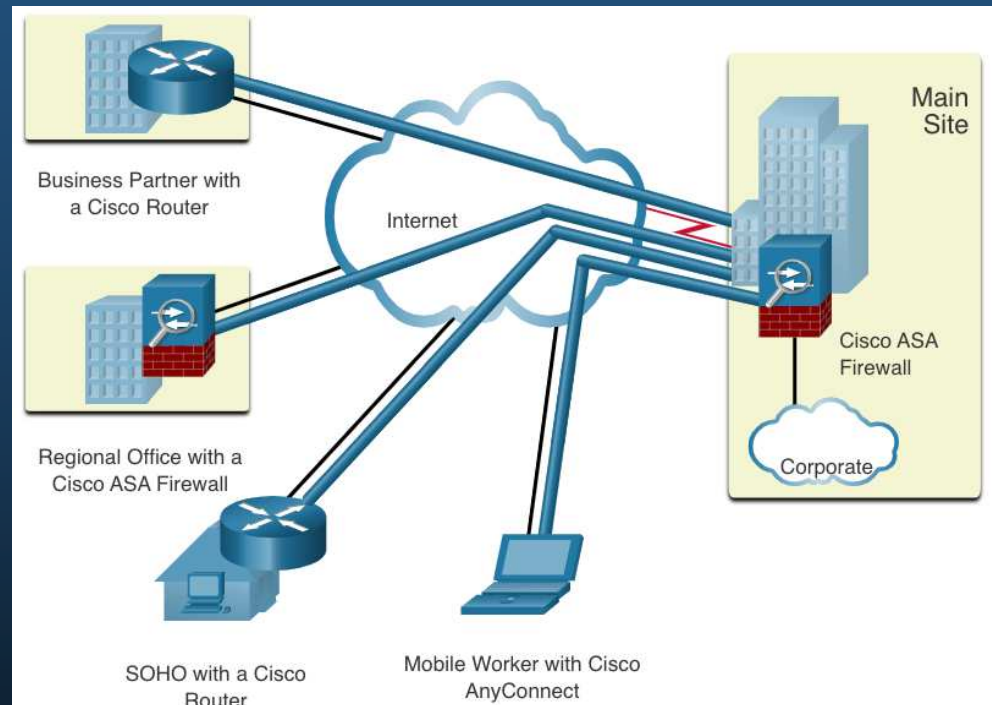 Main
Site
Business Partner with
a Cisco Router
Internet
Cisco ASA
Firewall
Corporate
Regional Office with a
Cisco ASA Firewall
SOHO with a Cisco
Router
Mobile Worker with Cisco
AnyConnect